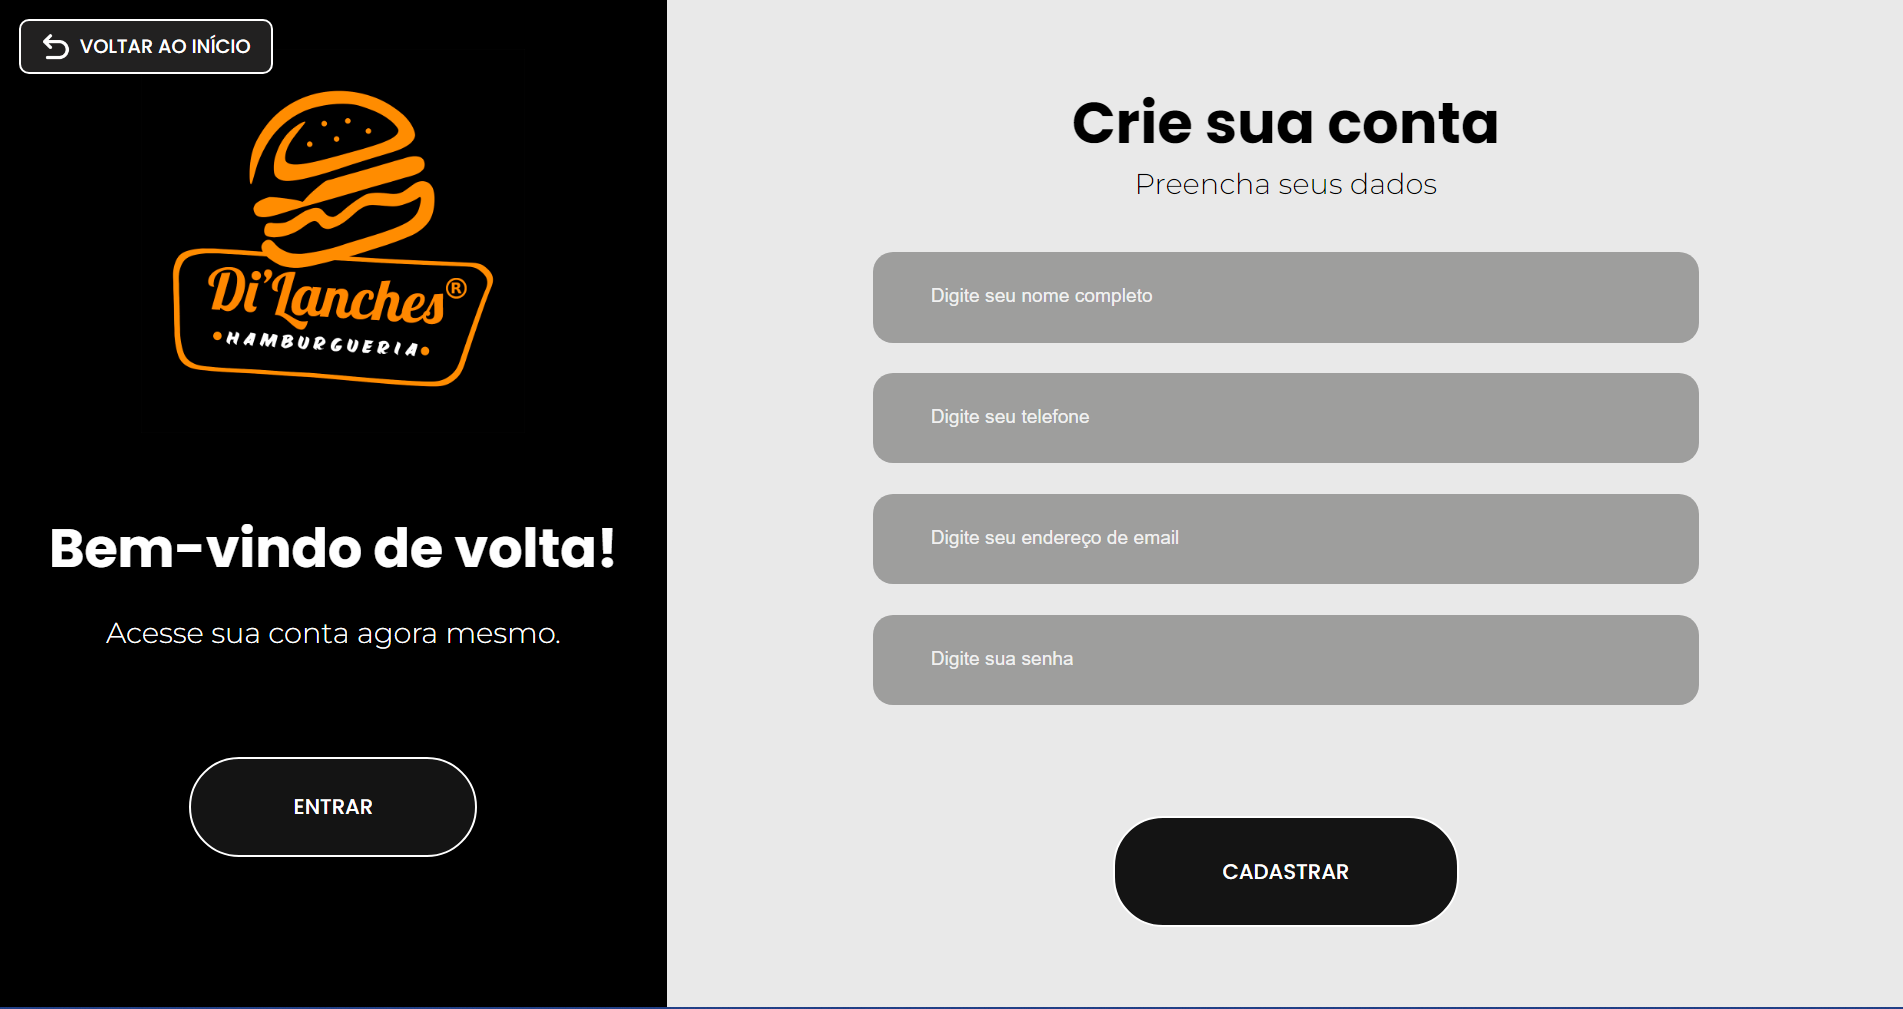 VOLTAR AO INÍCIO
Di'Lanches®
•HAMBURGUERIA•
Bem-vindo de volta!
Acesse sua conta agora mesmo.
ENTRAR
Crie sua conta
Preencha seus dados
Digite seu nome completo
Digite seu telefone
Digite seu endereço de email
Digite sua senha
CADASTRAR